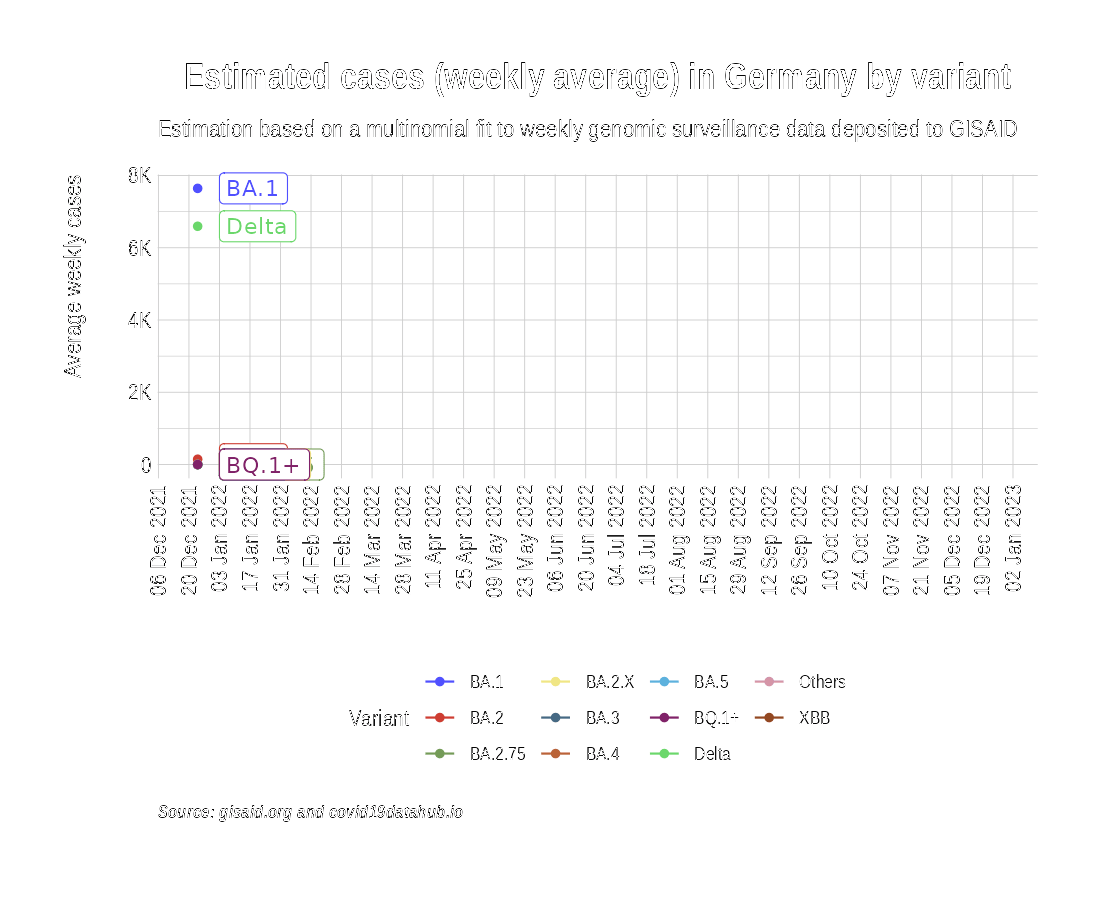 Estimated cases (weekly average) in Germany by variant
Estimation based on a multinomial fit to weekly genomic surveillance data deposited to GISAID
Average weekly cases
8K
6K
4K
2K
0
BA.1
Delta
BQ.1+
06 Dec 2021
20 Dec 2021
03 Jan 2022
17 Jan 2022
31 Jan 2022
14 Feb 2022
28 Feb 2022
14 Mar 2022
28 Mar 2022
11 Apr 2022
25 Apr 2022
09 May 2022
23 May 2022
06 Jun 2022
20 Jun 2022
04 Jul 2022
18 Jul 2022
01 Aug 2022
15 Aug 2022
29 Aug 2022
12 Sep 2022
26 Sep 2022
10 Oct 2022
24 Oct 2022
07 Nov 2022
21 Nov 2022
05 Dec 2022
19 Dec 2022
02 Jan 2023
Variant
BA.1
BA.2
BA.2.75
BA.2.X
BA.3
BA.4
BA.5
BQ.1+
Delta
Others
XBB
Source: gisaid.org and covid19datahub.io